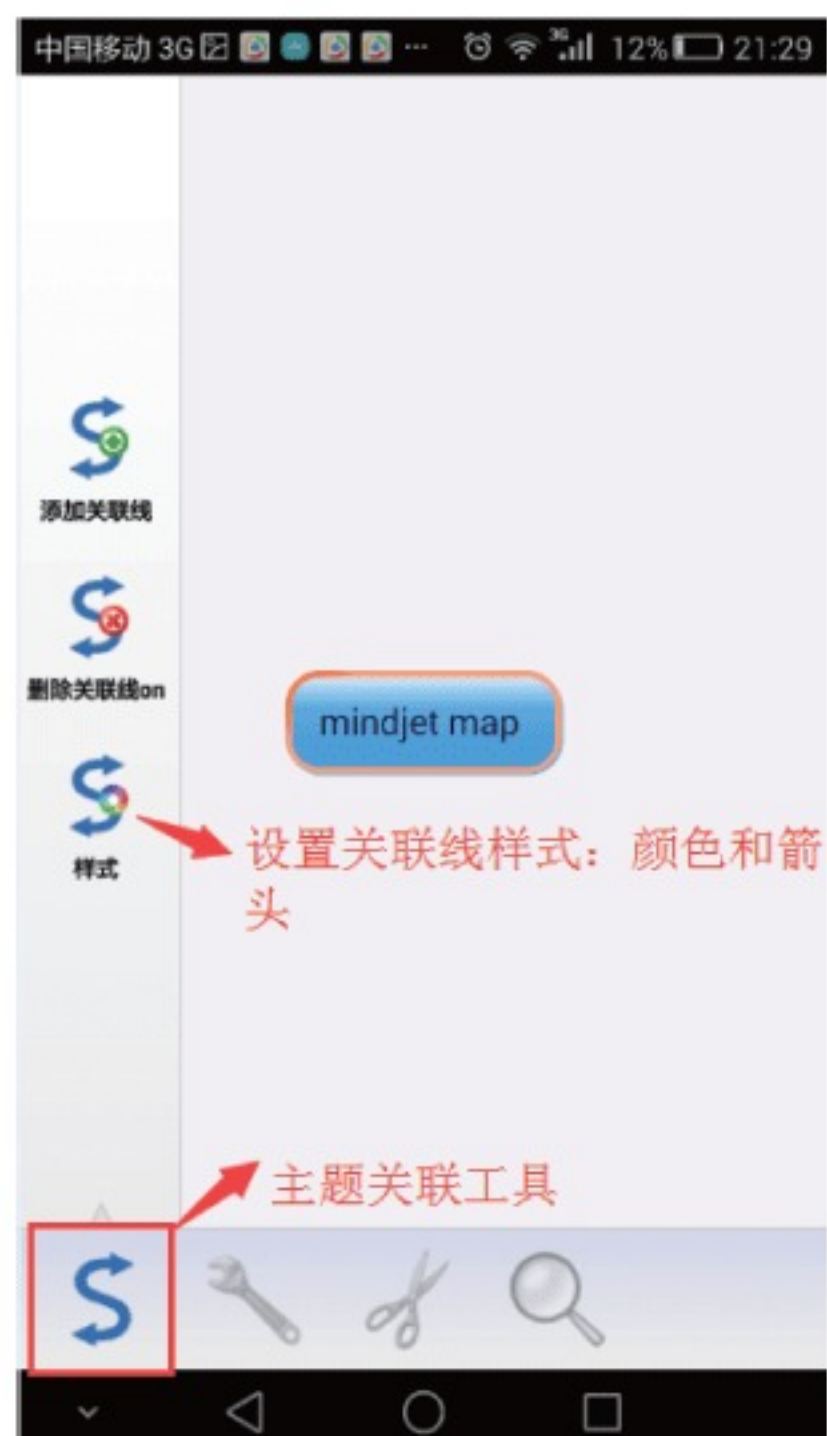 中国移动 3G ... 3G 12% 21:29
添加关联线
删除关联线on
mindjet map
样式
设置关联线样式：颜色和箭
头
主题关联工具